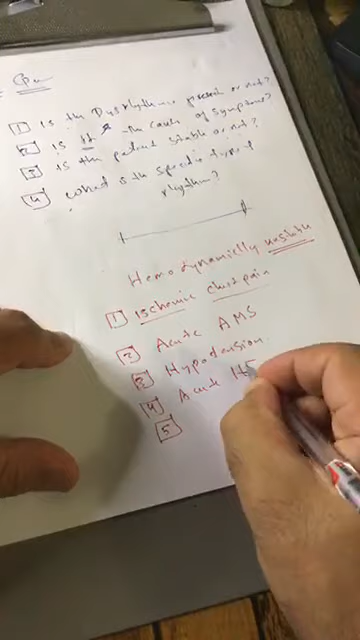 1 Is the Dysrhythmia present or not?
2 Is It the cause of symptoms?
3 Is the patient stable or not?
4 What is the specific type of
rhythm?
Hemodynamically unstable
1 Ischemic chest pain
2 Acute AMS
3 Hypotension.
4 Acute HF
5